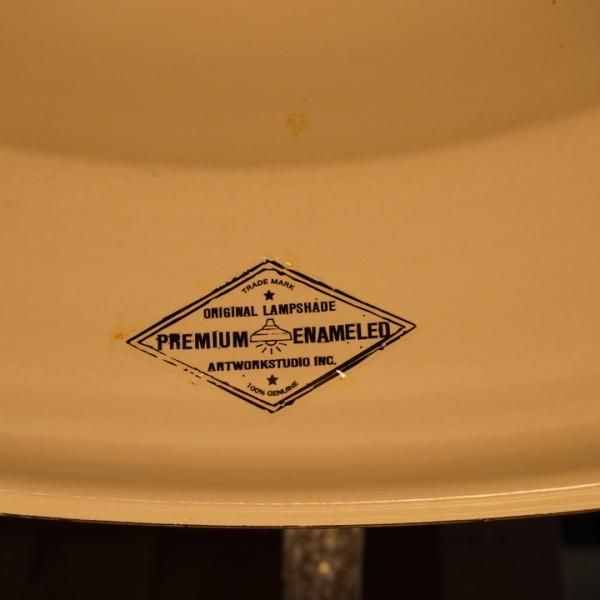 TRADE MARK
ORIGINAL LAMPSHADE
PREMIUM ENAMELED
ARTWORKSTUDIO INC.
100% GENUINE